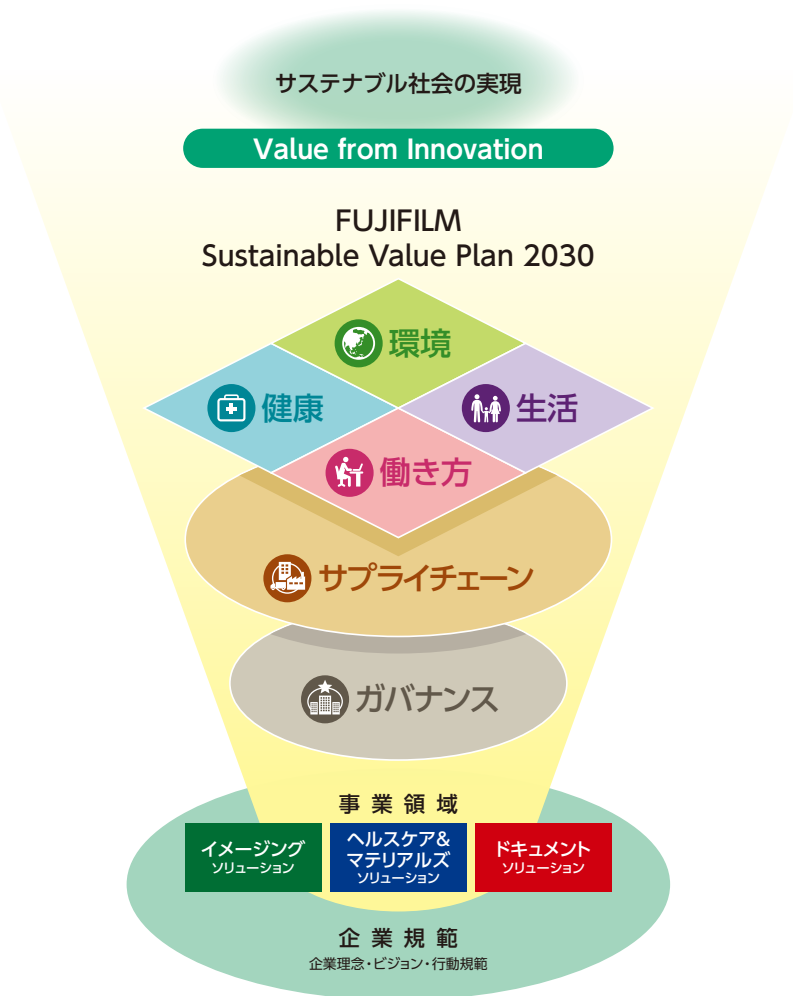 サステナブル社会の実現
Value from Innovation
FUJIFILM
Sustainable Value Plan 2030
環境
健康
生活
働き方
サプライチェーン
ガバナンス
事業領域
イメージング
ソリューション
ヘルスケア&
マテリアルズ
ソリューション
ドキュメント
ソリューション
企業規範
企業理念・ビジョン・行動規範